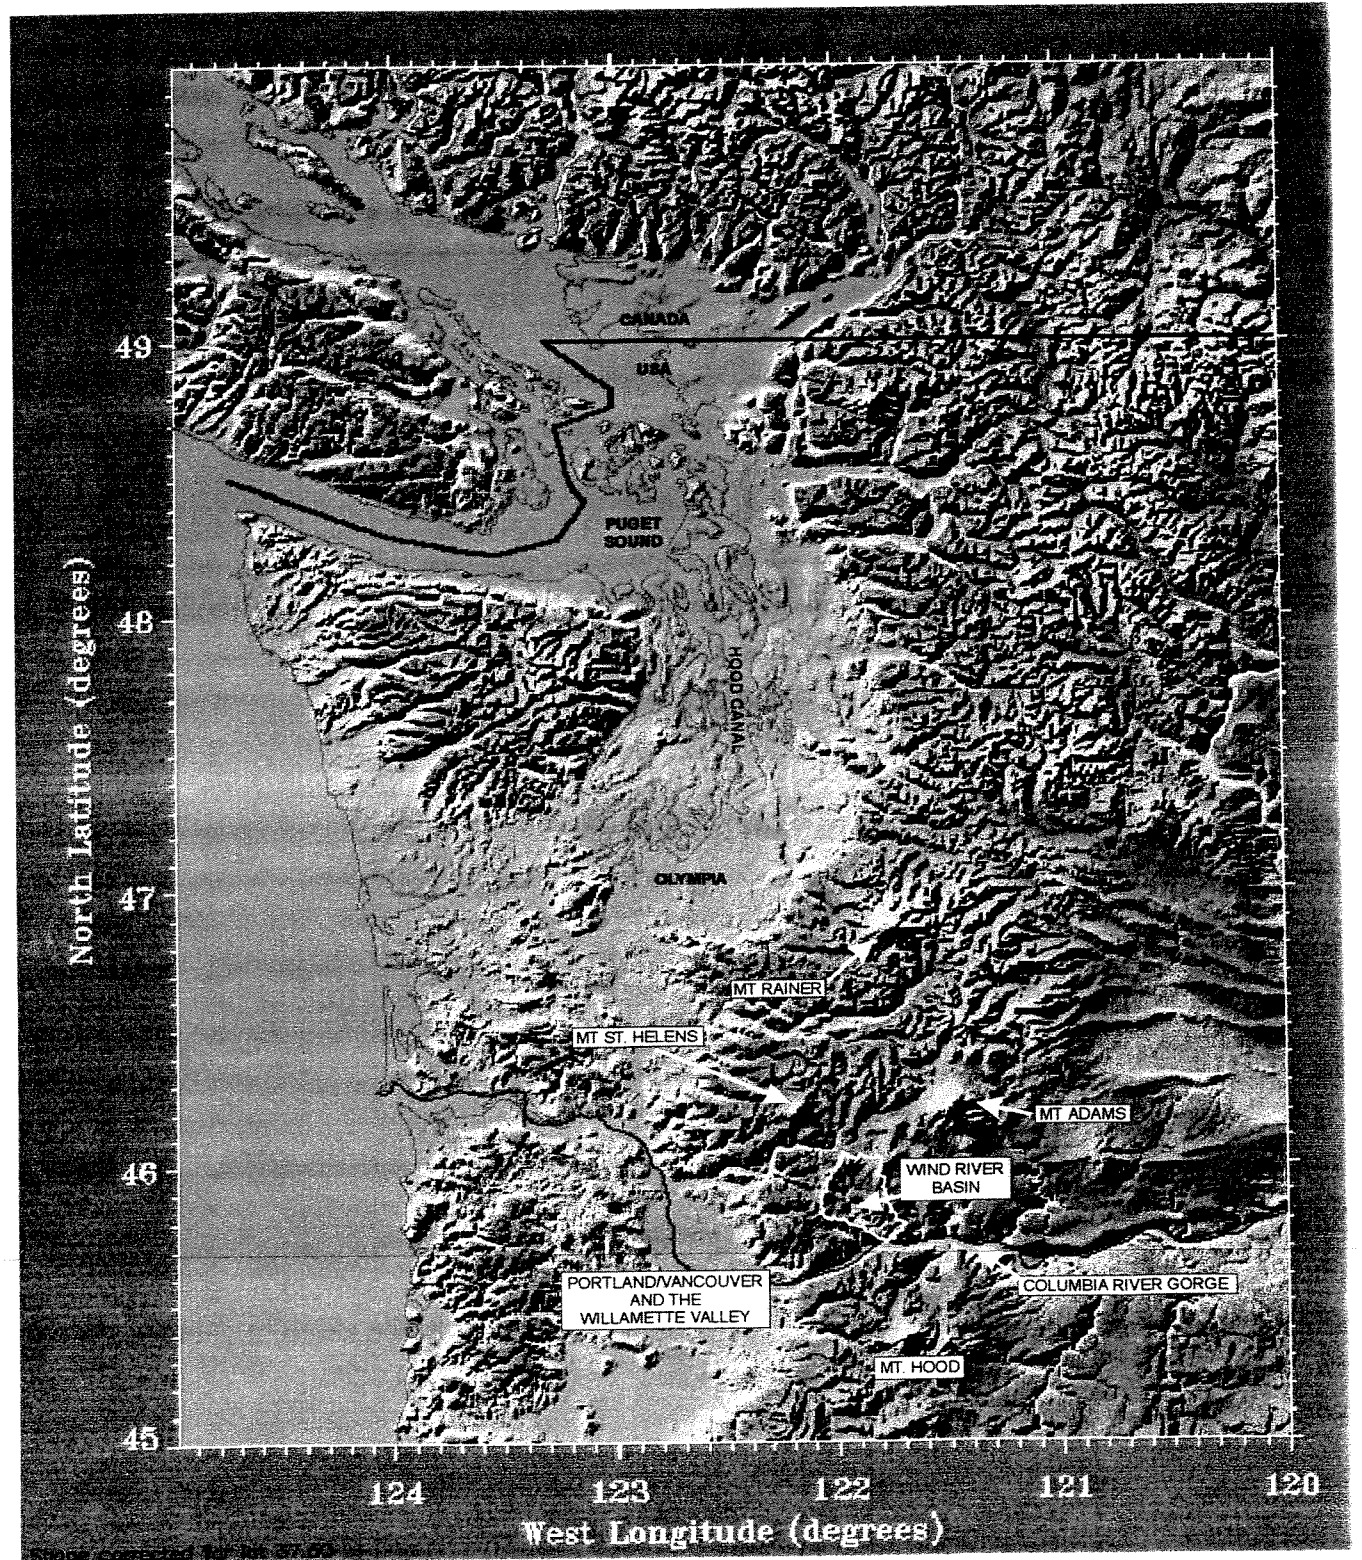 CANADA
49
USA
PUGET
SOUND
North Latitude (degrees)
48
HOOD CANAL
OLYMPIA
47
MT RAINER
MT ST. HELENS
MT ADAMS
46
WIND RIVER
BASIN
COLUMBIA RIVER GORGE
PORTLAND/VANCOUVER
AND THE
WILLAMETTE VALLEY
MT. HOOD
45
124 123 122 121 120
West Longitude (degrees)